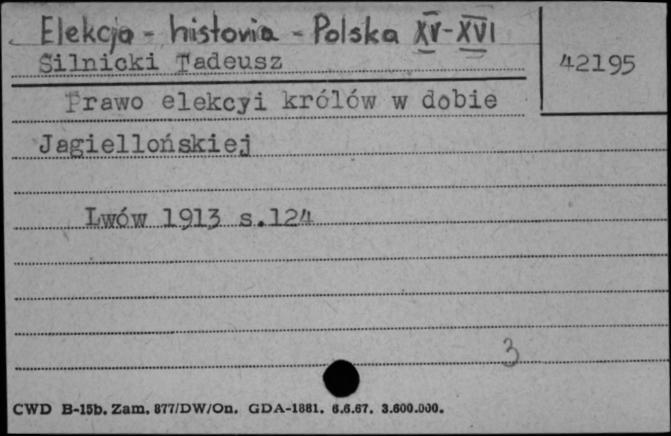 Elekcja - historia - Polska XV-XVI
Silnicki Tadeusz
42195
Prawo elekcyi królów w dobie
Jagiellońskiej
Lwów 1913 s.124
3
CWD B-15b. Zam. 877/DW/On. GDA-1881. 6.6.67. 3.600.000.